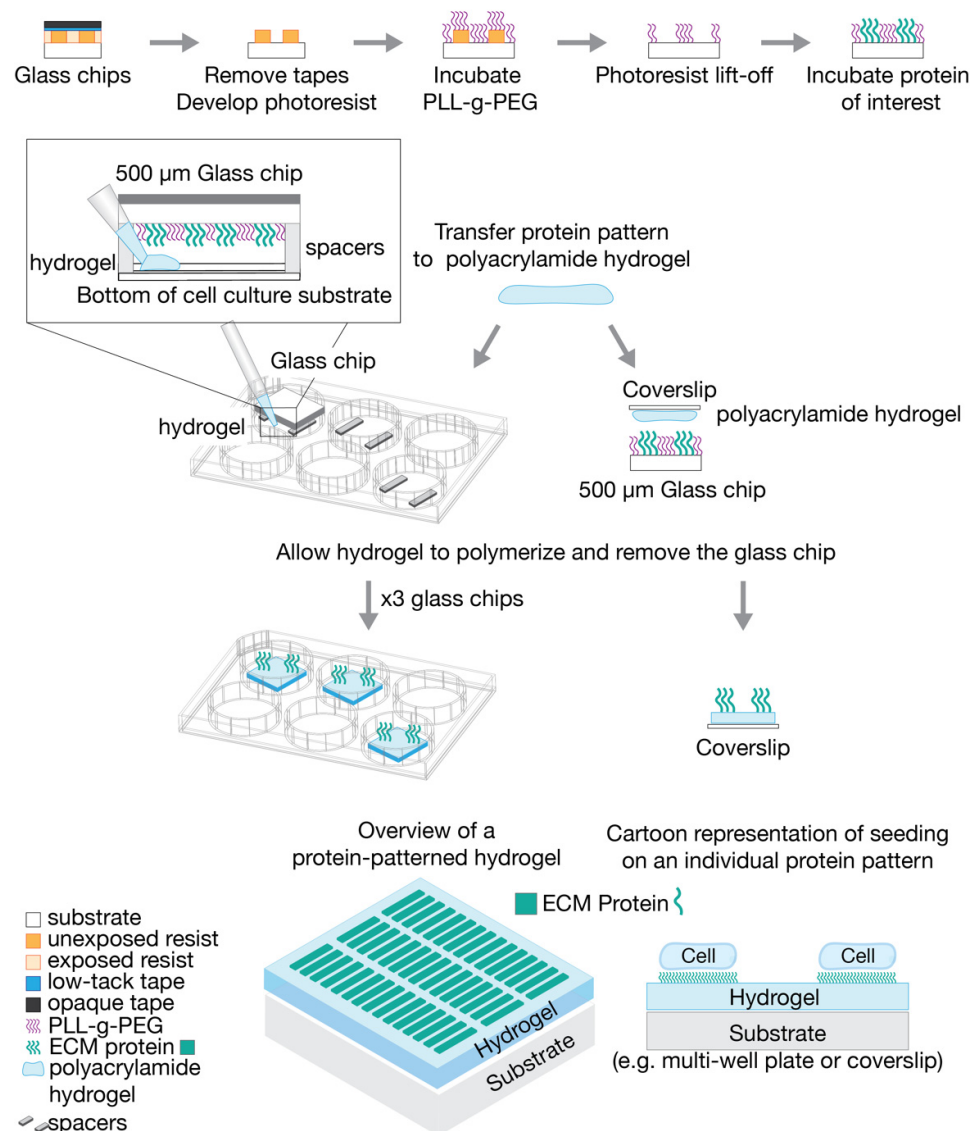 Glass chips
Remove tapes
Develop photoresist
Incubate
PLL-g-PEG
Photoresist lift-off
Incubate protein
of interest
500 µm Glass chip
hydrogel
spacers
Bottom of cell culture substrate
Transfer protein pattern
to polyacrylamide hydrogel
Glass chip
hydrogel
Coverslip
polyacrylamide hydrogel
500 µm Glass chip
Allow hydrogel to polymerize and remove the glass chip
x3 glass chips
Coverslip
Overview of a
protein-patterned hydrogel
Cartoon representation of seeding
on an individual protein pattern
ECM Protein
substrate
unexposed resist
exposed resist
low-tack tape
opaque tape
PLL-g-PEG
ECM protein
polyacrylamide
hydrogel
spacers
Hydrogel
Substrate
Cell
Cell
Hydrogel
Substrate
(e.g. multi-well plate or coverslip)